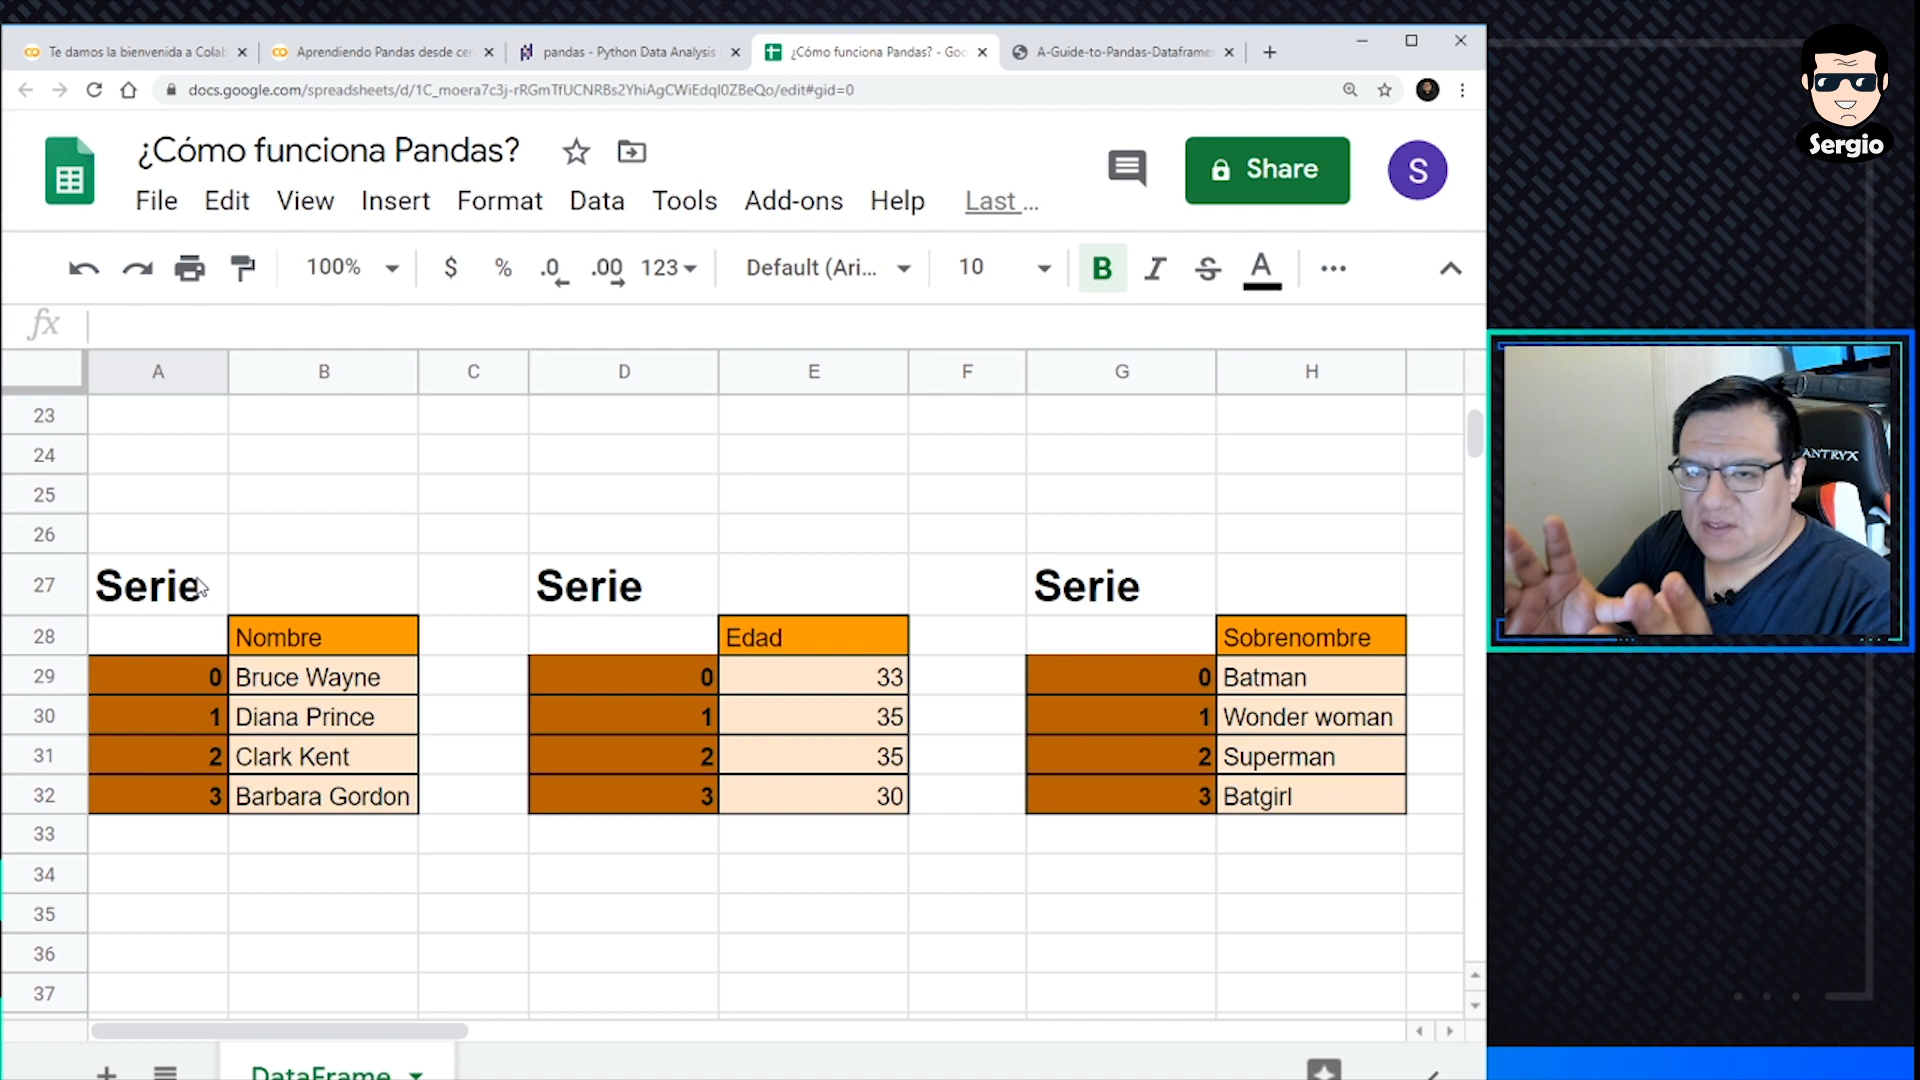 Te damos la bienvenida a Colab
Aprendiendo Pandas desde cer
pandas - Python Data Analysis
¿Cómo funciona Pandas? - Goo
A-Guide-to-Pandas-Dataframes
docs.google.com/spreadsheets/d/1C_moera7c3j-rRGmTfUCNRBs2YhiAgCWiEdqI0ZBeQo/edit#gid=0
Sergio
¿Cómo funciona Pandas?
Share
S
File Edit View Insert Format Data Tools Add-ons Help Last ...
100% $ % .0 .00 123 Default (Ari... 10 B I S A
fx
A B C D E F G H
23
24
25
26
27 Serie Serie Serie
28 Nombre Edad Sobrenombre
29 0 Bruce Wayne 0 33 0 Batman
30 1 Diana Prince 1 35 1 Wonder woman
31 2 Clark Kent 2 35 2 Superman
32 3 Barbara Gordon 3 30 3 Batgirl
33
34
35
36
37
DataFrame
ANTRYX